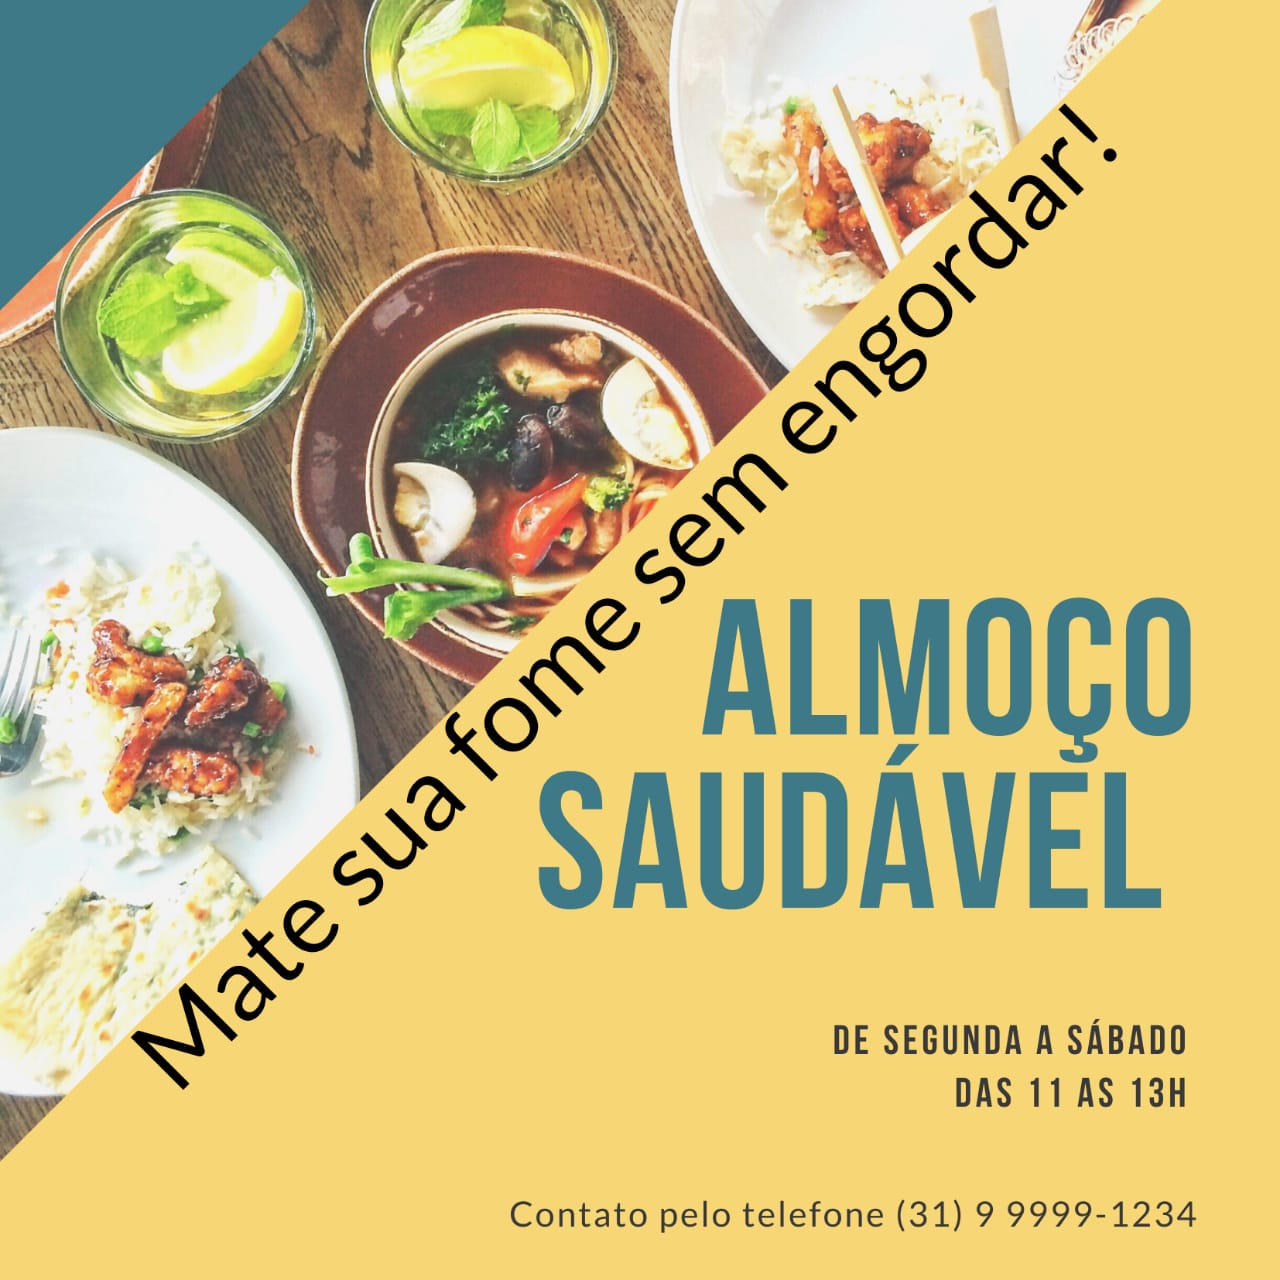 Mate sua fome sem engordar!
ALMOÇO
SAUDÁVEL
DE SEGUNDA A SÁBADO
DAS 11 AS 13H
Contato pelo telefone (31) 9 9999-1234